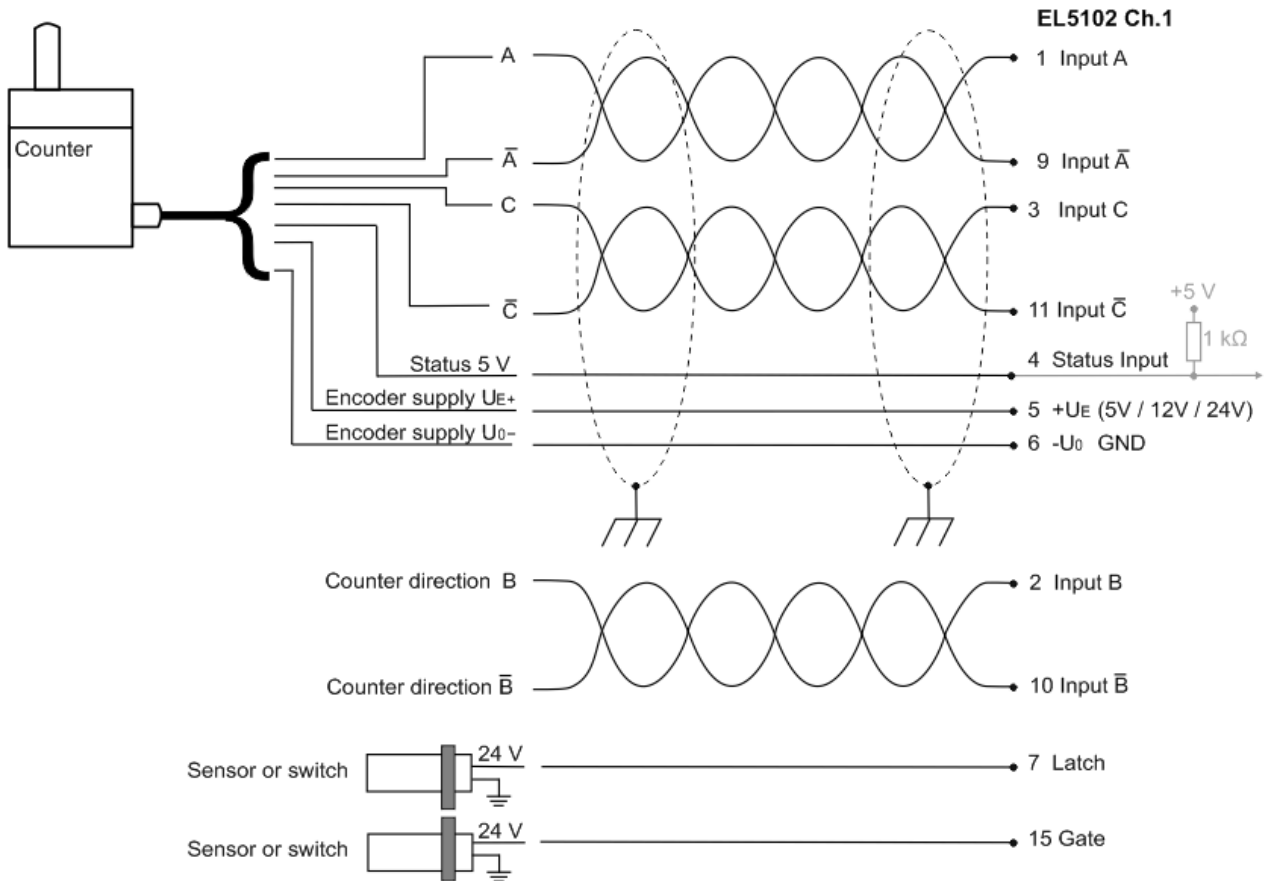 EL5102 Ch.1
A
1 Input A
Counter
A̅
9 Input A̅
C
3 Input C
C̅
11 Input C̅
+5 V
1 kΩ
Status 5 V
4 Status Input
Encoder supply UE+
5 +UE (5V / 12V / 24V)
Encoder supply U0−
6 -U0 GND
Counter direction B
2 Input B
Counter direction B̅
10 Input B̅
Sensor or switch
24 V
7 Latch
Sensor or switch
24 V
15 Gate